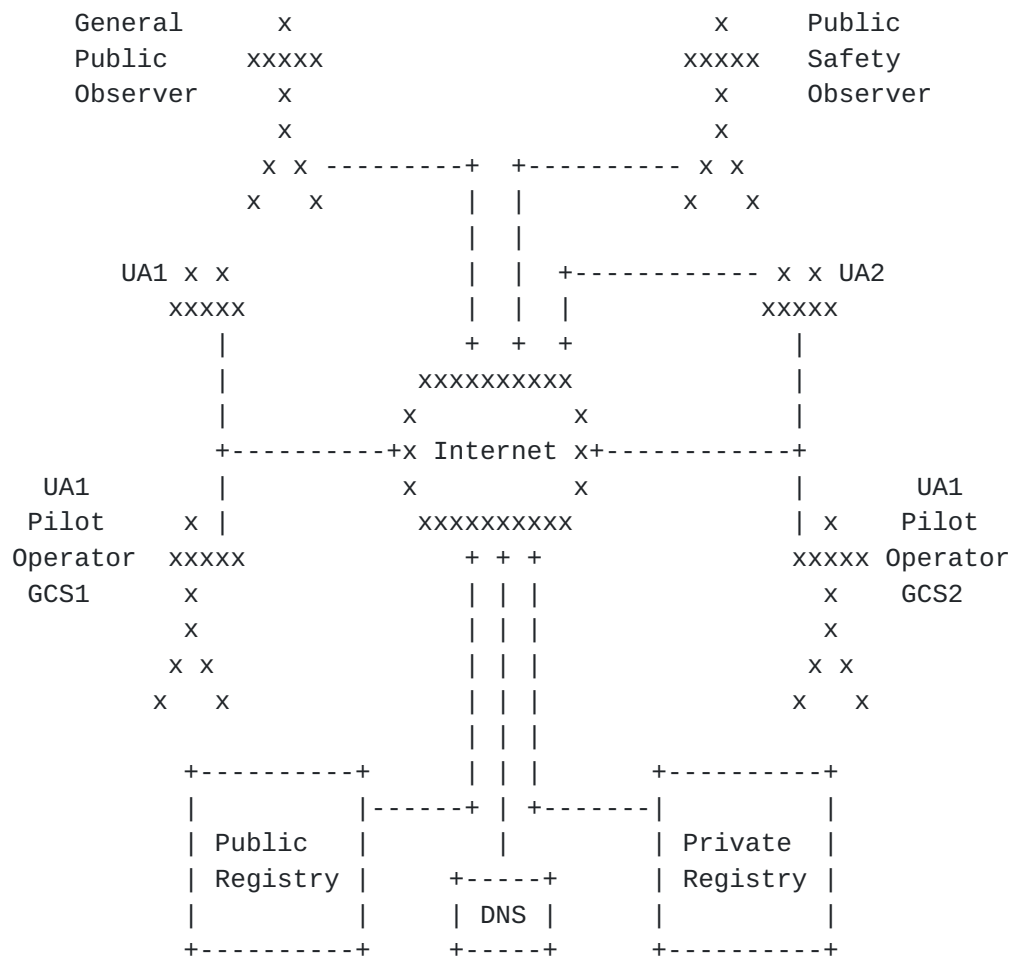 General
Public
Observer
Public
Safety
Observer
UA1
UA2
Internet
UA1
Pilot
Operator
GCS1
UA1
Pilot
Operator
GCS2
Public
Registry
DNS
Private
Registry